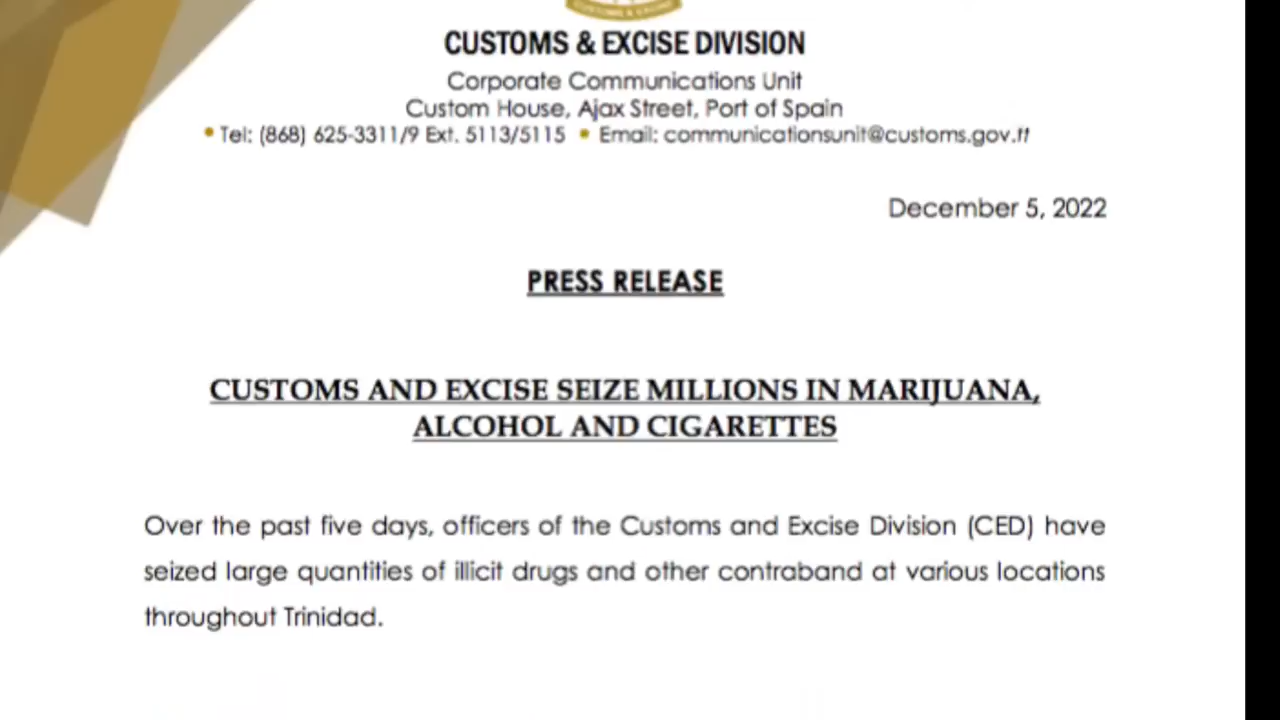 CUSTOMS & EXCISE
CUSTOMS & EXCISE DIVISION
Corporate Communications Unit
Custom House, Ajax Street, Port of Spain
• Tel: (868) 625-3311/9 Ext. 5113/5115 • Email: communicationsunit@customs.gov.tt
December 5, 2022
PRESS RELEASE
CUSTOMS AND EXCISE SEIZE MILLIONS IN MARIJUANA,
ALCOHOL AND CIGARETTES
Over the past five days, officers of the Customs and Excise Division (CED) have
seized large quantities of illicit drugs and other contraband at various locations
throughout Trinidad.